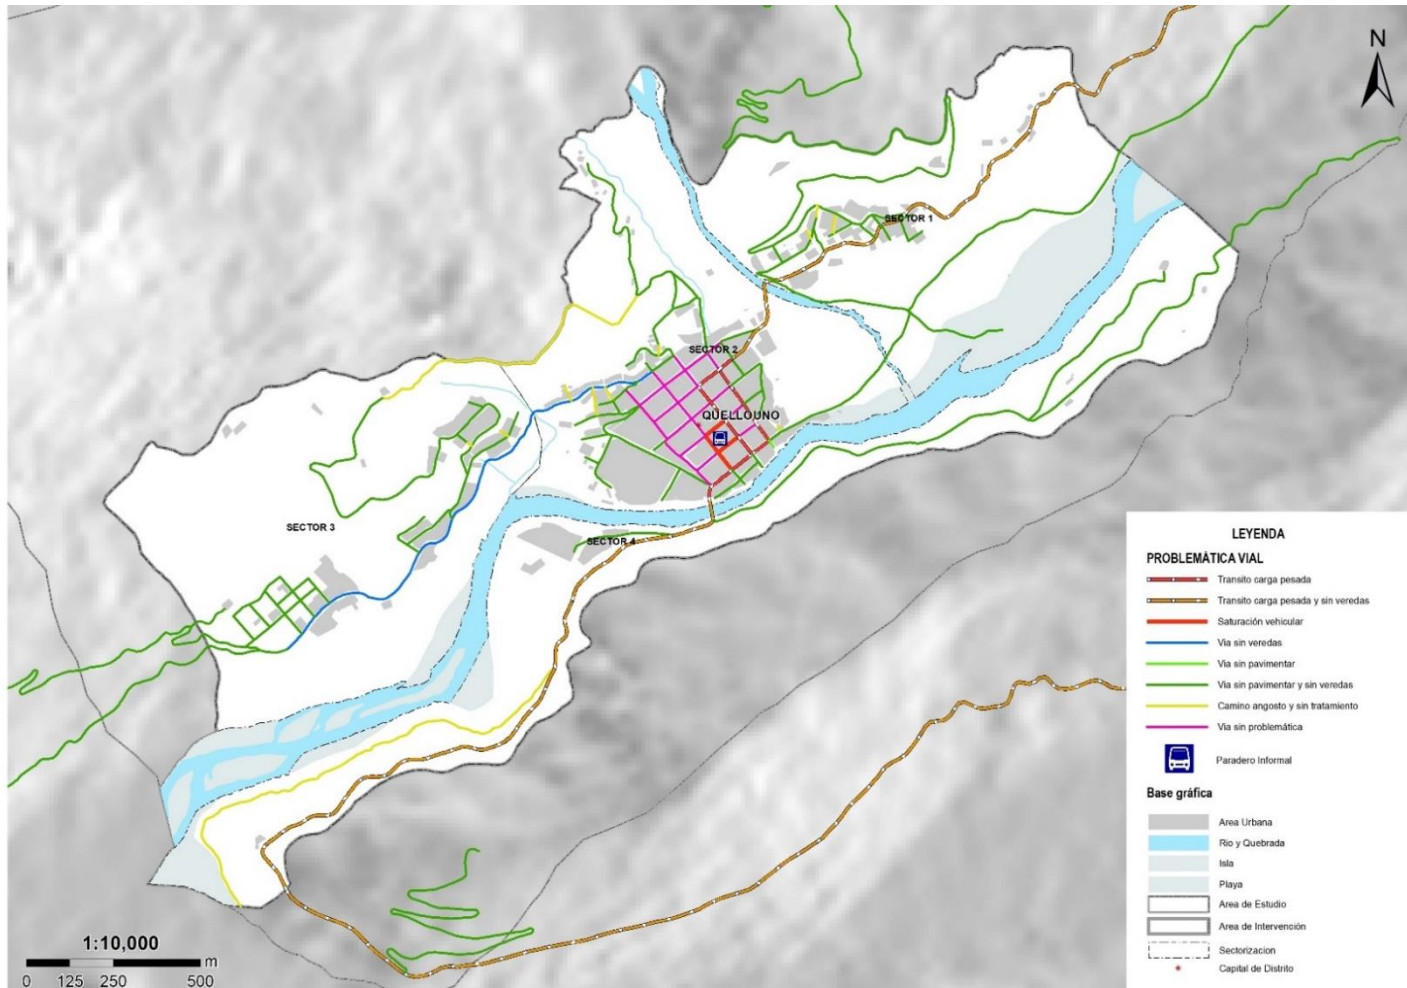 N
SECTOR 1
SECTOR 2
QUELLOUNO
SECTOR 3
SECTOR 4
LEYENDA
PROBLEMÁTICA VIAL
Transito carga pesada
Transito carga pesada y sin veredas
Saturación vehicular
Via sin veredas
Via sin pavimentar
Via sin pavimentar y sin veredas
Camino angosto y sin tratamiento
Via sin problemática
Paradero Informal
Base gráfica
Area Urbana
Rio y Quebrada
Isla
Playa
Area de Estudio
Area de Intervención
Sectorizacion
Capital de Distrito
1:10,000
m
0 125 250 500